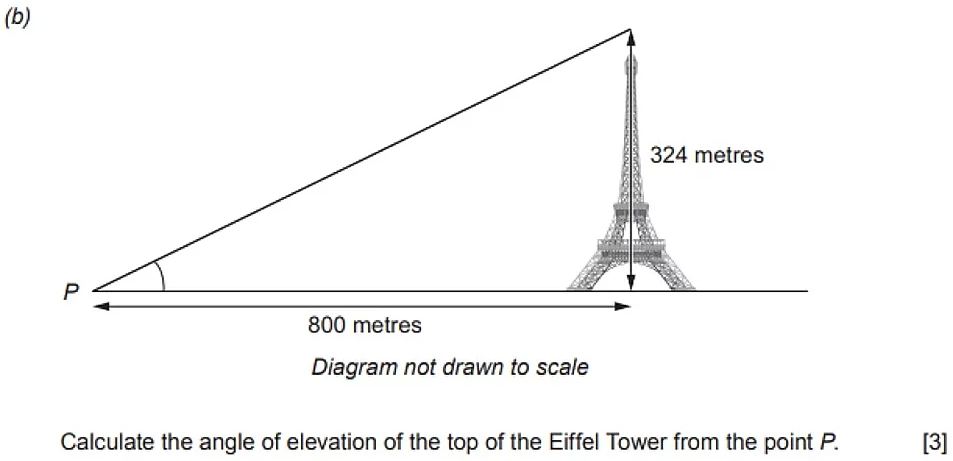 (b)
324 metres
P
800 metres
Diagram not drawn to scale
Calculate the angle of elevation of the top of the Eiffel Tower from the point P. [3]